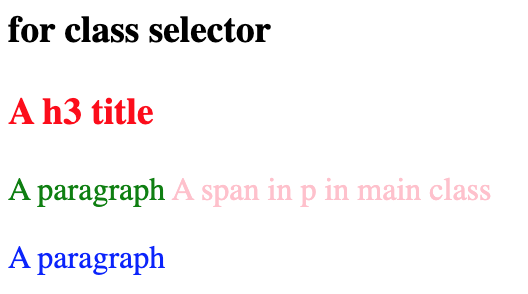 for class selector
A h3 title
A paragraph A span in p in main class
A paragraph